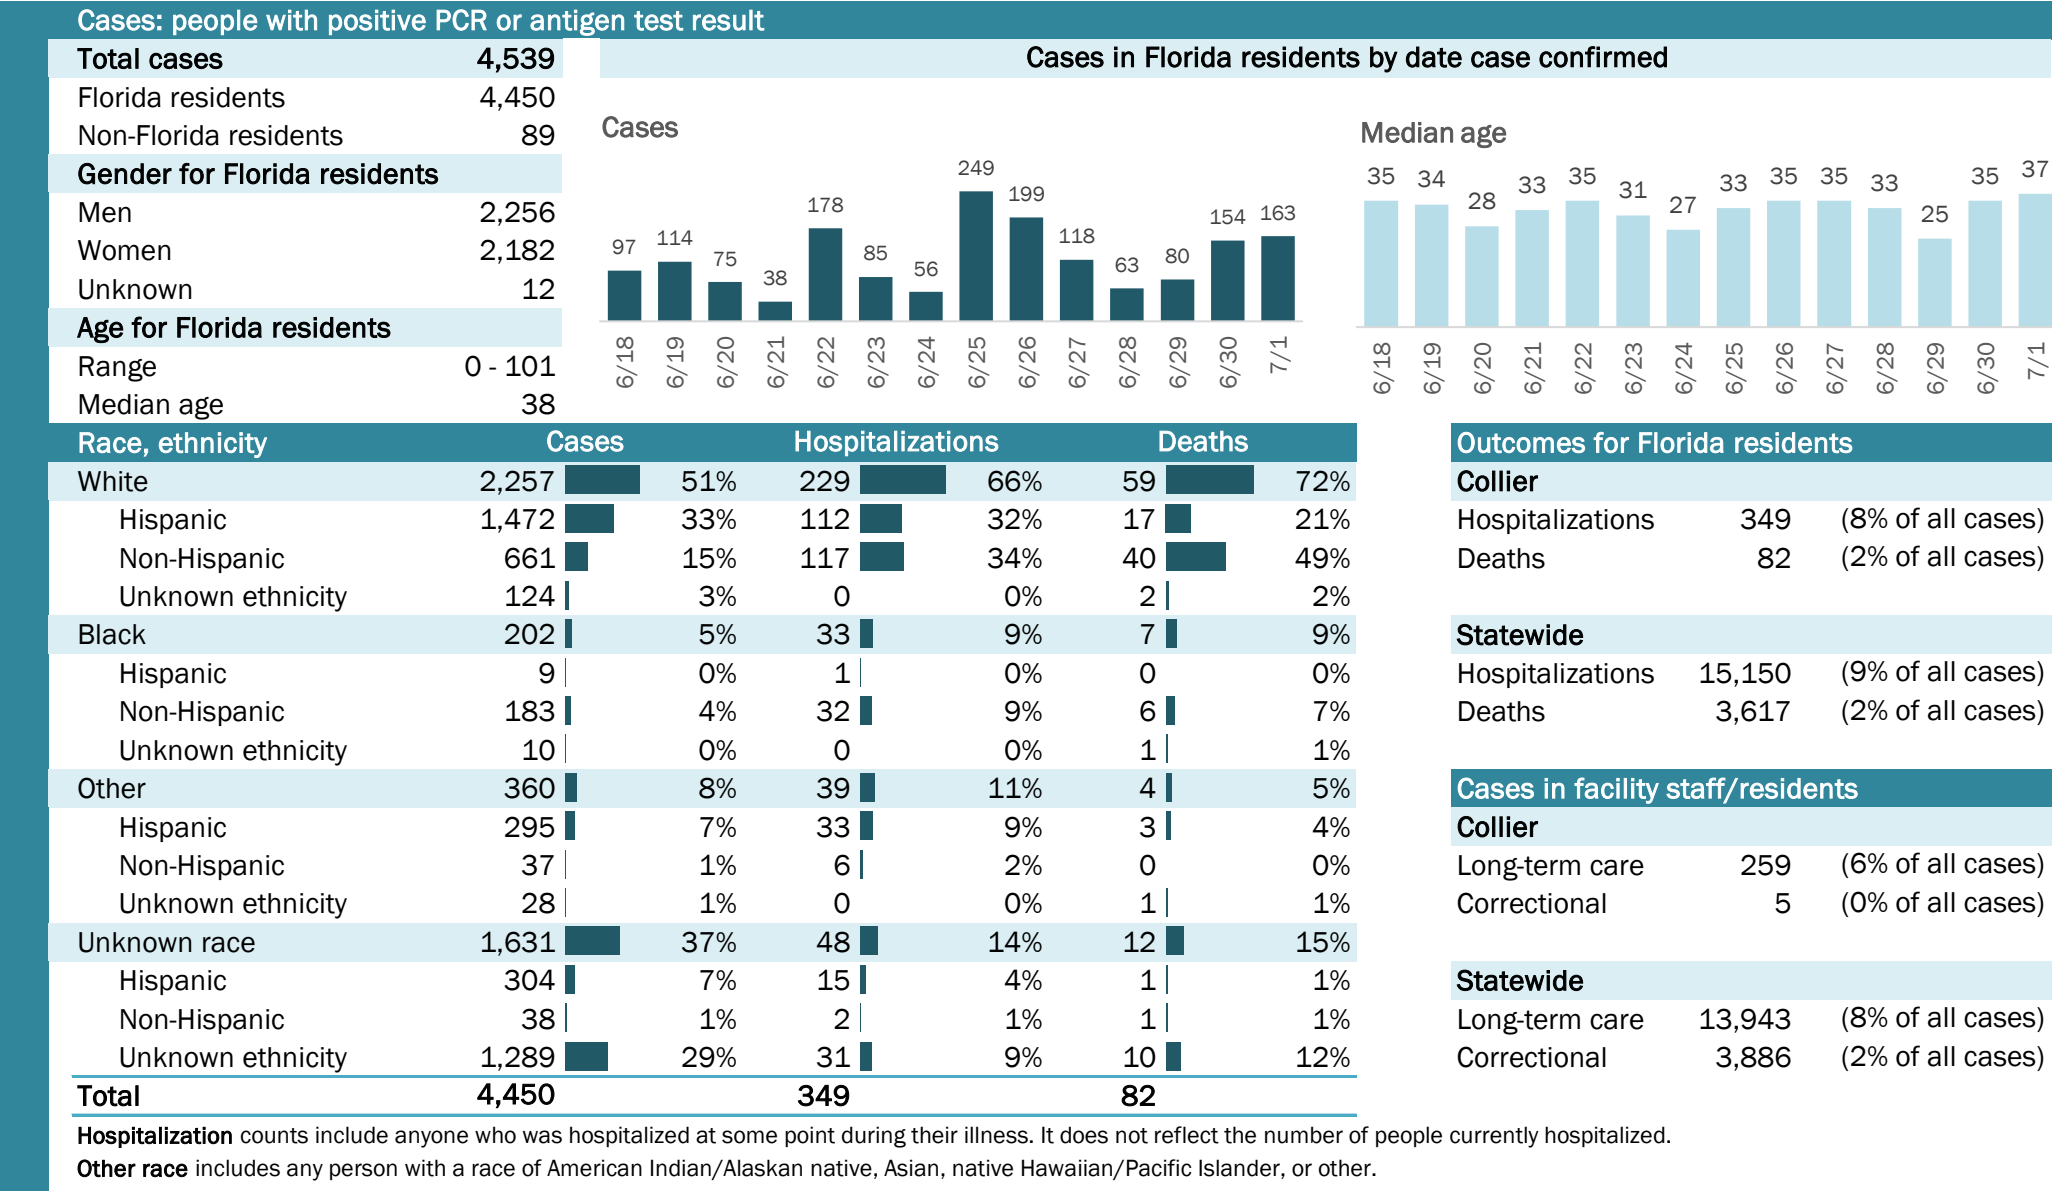 Cases: people with positive PCR or antigen test result
Total cases 4,539
Florida residents 4,450
Non-Florida residents 89
Gender for Florida residents
Men 2,256
Women 2,182
Unknown 12
Age for Florida residents
Range 0 - 101
Median age 38
Cases in Florida residents by date case confirmed
Cases
97 114 75 38 178 85 56 249 199 118 63 80 154 163
6/18 6/19 6/20 6/21 6/22 6/23 6/24 6/25 6/26 6/27 6/28 6/29 6/30 7/1
Median age
35 34 28 33 35 31 27 33 35 35 33 25 35 37
6/18 6/19 6/20 6/21 6/22 6/23 6/24 6/25 6/26 6/27 6/28 6/29 6/30 7/1
Race, ethnicity Cases Hospitalizations Deaths
White 2,257 51% 229 66% 59 72%
Hispanic 1,472 33% 112 32% 17 21%
Non-Hispanic 661 15% 117 34% 40 49%
Unknown ethnicity 124 3% 0 0% 2 2%
Black 202 5% 33 9% 7 9%
Hispanic 9 0% 1 0% 0 0%
Non-Hispanic 183 4% 32 9% 6 7%
Unknown ethnicity 10 0% 0 0% 1 1%
Other 360 8% 39 11% 4 5%
Hispanic 295 7% 33 9% 3 4%
Non-Hispanic 37 1% 6 2% 0 0%
Unknown ethnicity 28 1% 0 0% 1 1%
Unknown race 1,631 37% 48 14% 12 15%
Hispanic 304 7% 15 4% 1 1%
Non-Hispanic 38 1% 2 1% 1 1%
Unknown ethnicity 1,289 29% 31 9% 10 12%
Total 4,450 349 82
Outcomes for Florida residents
Collier
Hospitalizations 349 (8% of all cases)
Deaths 82 (2% of all cases)
Statewide
Hospitalizations 15,150 (9% of all cases)
Deaths 3,617 (2% of all cases)
Cases in facility staff/residents
Collier
Long-term care 259 (6% of all cases)
Correctional 5 (0% of all cases)
Statewide
Long-term care 13,943 (8% of all cases)
Correctional 3,886 (2% of all cases)
Hospitalization counts include anyone who was hospitalized at some point during their illness. It does not reflect the number of people currently hospitalized.
Other race includes any person with a race of American Indian/Alaskan native, Asian, native Hawaiian/Pacific Islander, or other.